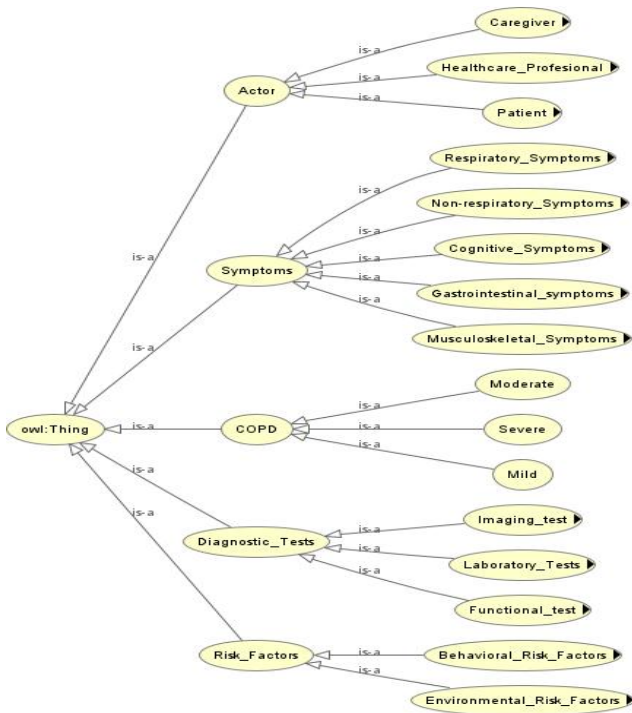 Caregiver
is-a
Healthcare_Profesional
is-a
Actor
is-a
Patient
Respiratory_Symptoms
is-a
Non-respiratory_Symptoms
is-a
Cognitive_Symptoms
is-a
is-a
Symptoms
is-a
Gastrointestinal_symptoms
is-a
Musculoskeletal_Symptoms
is-a
Moderate
is-a
owl:Thing
is-a
COPD
is-a
Severe
is-a
Mild
is-a
is-a
Imaging_test
is-a
Diagnostic_Tests
is-a
Laboratory_Tests
is-a
Functional_test
Risk_Factors
is-a
Behavioral_Risk_Factors
is-a
Environmental_Risk_Factors